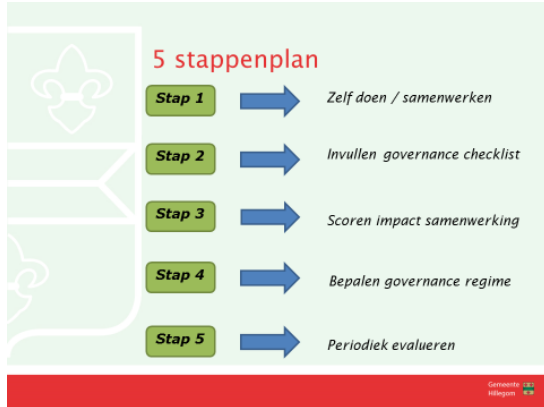 5 stappenplan
Stap 1 Zelf doen / samenwerken
Stap 2 Invullen governance checklist
Stap 3 Scoren impact samenwerking
Stap 4 Bepalen governance regime
Stap 5 Periodiek evalueren
Gemeente
Hillegom